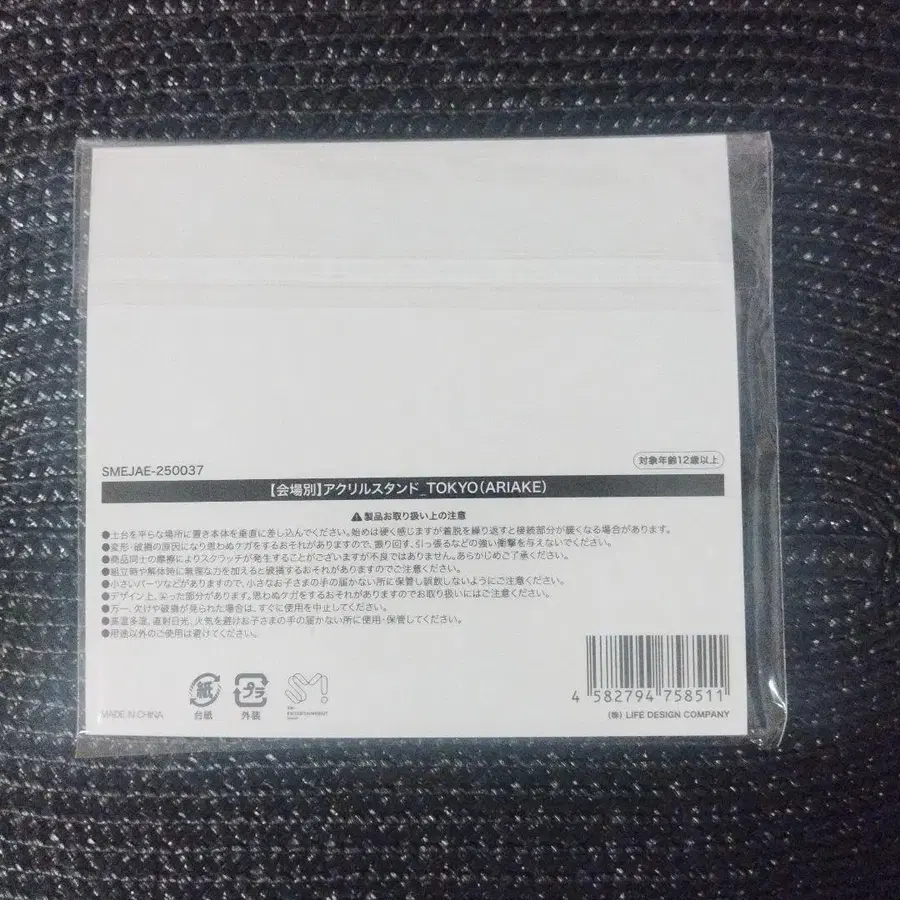 SMEJAE-250037
対象年齢12歳以上
【会場別】アクリルスタンド_TOKYO(ARIAKE)
⚠製品お取り扱い上の注意
●土台を平らな場所に置き本体を垂直に差し込んでください。始めは硬く感じますが着脱を繰り返すと接続部分が緩くなる場合があります。
●変形・破損の原因になり思わぬケガをするおそれがありますので、振り回す、引っ張るなどの強い衝撃を与えないでください。
●商品同士の摩擦によりスクラッチが発生することがございますが不良ではありません。あらかじめご了承ください。
●組立時や解体時に無理な力を加えると破損するおそれがありますのでご注意ください。
●小さいパーツなどがありますので、小さなお子さまの手の届かない所に保管し誤飲しないようにご注意ください。
●デザイン上、尖った部分があります。思わぬケガをするおそれがありますのでお取り扱いにはご注意ください。
●万一、欠けや破損が見られた場合は、すぐに使用を中止してください。
●高温多湿、直射日光、火気を避けお子さまの手の届かない所に使用・保管してください。
●用途以外のご使用は避けてください。
紙
プラ
SM!
SM
ENTERTAINMENT
台紙
外装
MADE IN CHINA
4 582794 758511
(株) LIFE DESIGN COMPANY